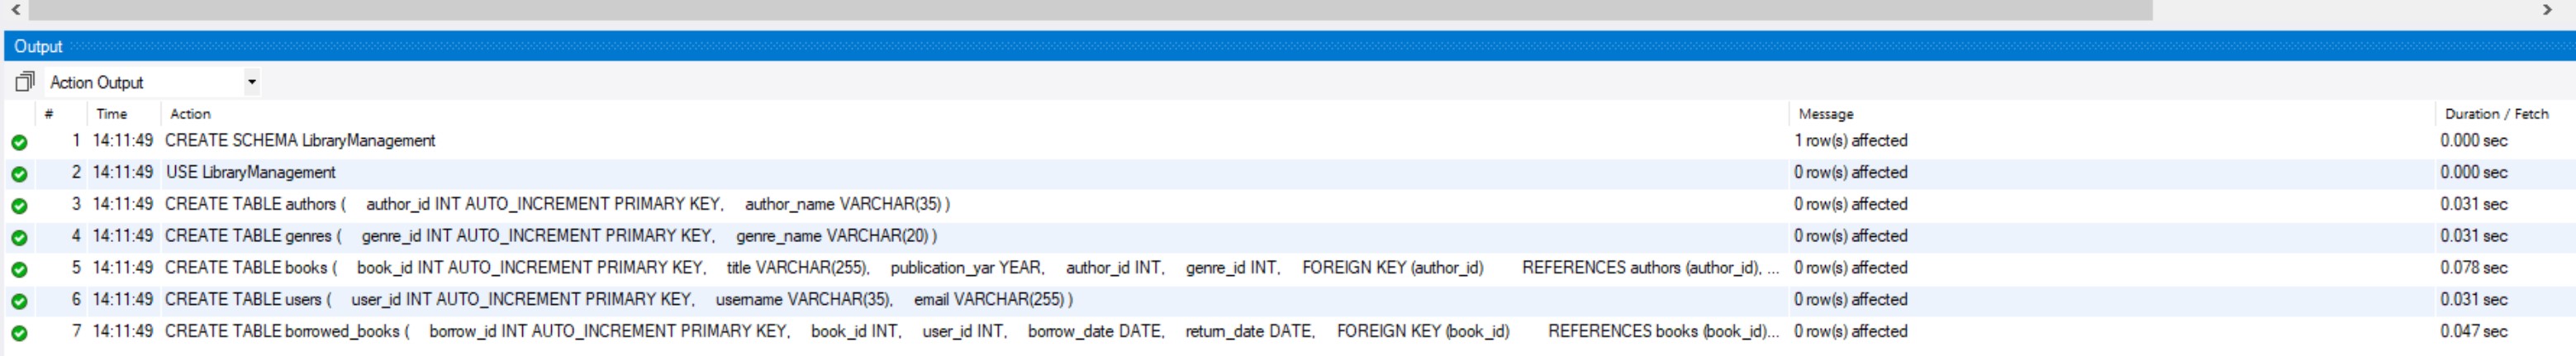 Output
Action Output
# Time Action Message Duration / Fetch
1 14:11:49 CREATE SCHEMA LibraryManagement 1 row(s) affected 0.000 sec
2 14:11:49 USE LibraryManagement 0 row(s) affected 0.000 sec
3 14:11:49 CREATE TABLE authors ( author_id INT AUTO_INCREMENT PRIMARY KEY, author_name VARCHAR(35) ) 0 row(s) affected 0.031 sec
4 14:11:49 CREATE TABLE genres ( genre_id INT AUTO_INCREMENT PRIMARY KEY, genre_name VARCHAR(20) ) 0 row(s) affected 0.031 sec
5 14:11:49 CREATE TABLE books ( book_id INT AUTO_INCREMENT PRIMARY KEY, title VARCHAR(255), publication_yar YEAR, author_id INT, genre_id INT, FOREIGN KEY (author_id) REFERENCES authors (author_id), ... 0 row(s) affected 0.078 sec
6 14:11:49 CREATE TABLE users ( user_id INT AUTO_INCREMENT PRIMARY KEY, username VARCHAR(35), email VARCHAR(255) ) 0 row(s) affected 0.031 sec
7 14:11:49 CREATE TABLE borrowed_books ( borrow_id INT AUTO_INCREMENT PRIMARY KEY, book_id INT, user_id INT, borrow_date DATE, return_date DATE, FOREIGN KEY (book_id) REFERENCES books (book_id)... 0 row(s) affected 0.047 sec